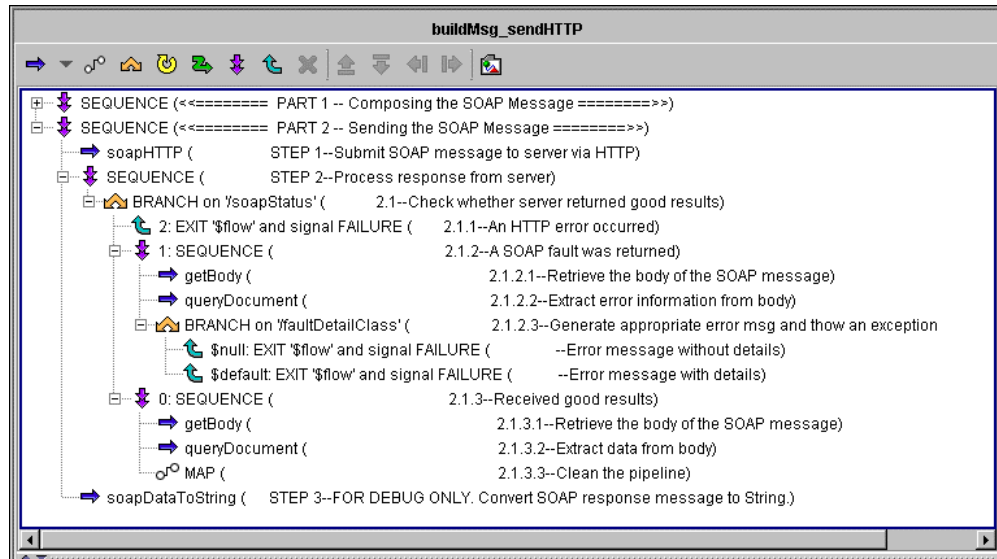 buildMsg_sendHTTP
SEQUENCE (<<======== PART 1 -- Composing the SOAP Message ========>>)
SEQUENCE (<<======== PART 2 -- Sending the SOAP Message ========>>)
soapHTTP ( STEP 1--Submit SOAP message to server via HTTP)
SEQUENCE ( STEP 2--Process response from server)
BRANCH on '/soapStatus' ( 2.1--Check whether server returned good results)
2: EXIT '$flow' and signal FAILURE ( 2.1.1--An HTTP error occurred)
1: SEQUENCE ( 2.1.2--A SOAP fault was returned)
getBody ( 2.1.2.1--Retrieve the body of the SOAP message)
queryDocument ( 2.1.2.2--Extract error information from body)
BRANCH on '/faultDetailClass' ( 2.1.2.3--Generate appropriate error msg and thow an exception
$null: EXIT '$flow' and signal FAILURE ( --Error message without details)
$default: EXIT '$flow' and signal FAILURE ( --Error message with details)
0: SEQUENCE ( 2.1.3--Received good results)
getBody ( 2.1.3.1--Retrieve the body of the SOAP message)
queryDocument ( 2.1.3.2--Extract data from body)
MAP ( 2.1.3.3--Clean the pipeline)
soapDataToString ( STEP 3--FOR DEBUG ONLY. Convert SOAP response message to String.)